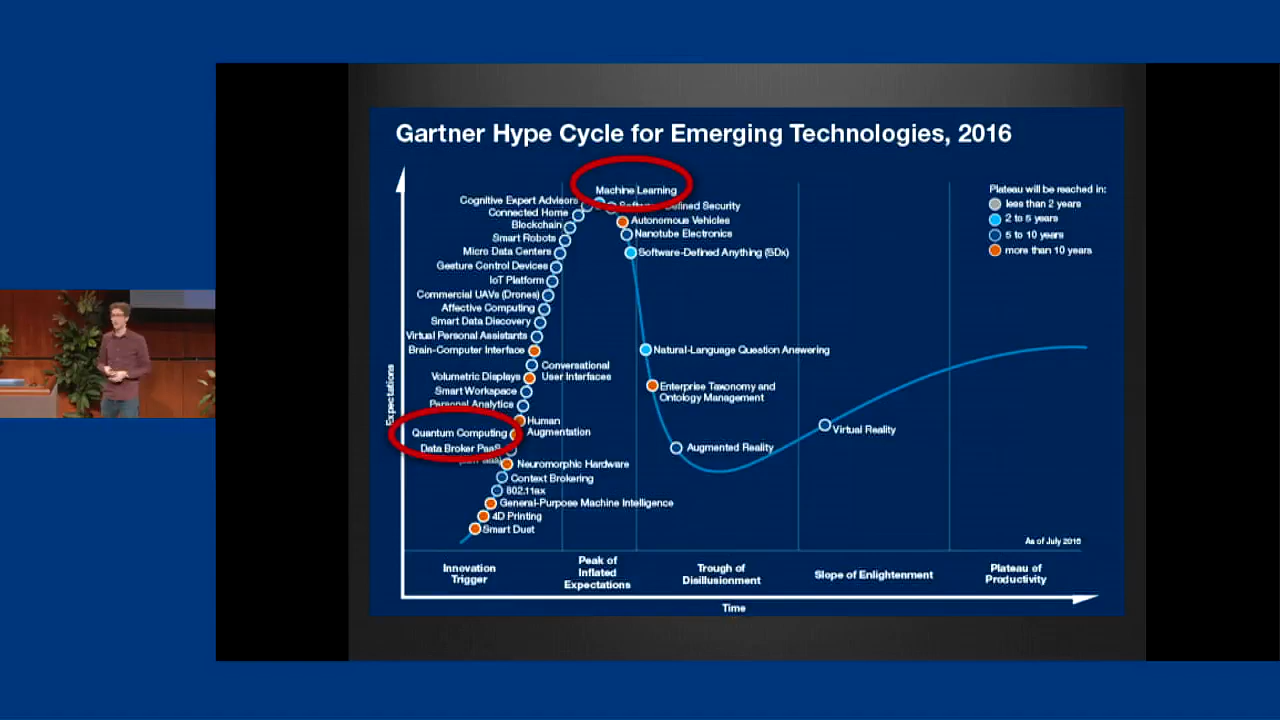 Gartner Hype Cycle for Emerging Technologies, 2016
Plateau will be reached in:
less than 2 years
2 to 5 years
5 to 10 years
more than 10 years
Expectations
Machine Learning
Cognitive Expert Advisors
Software-Defined Security
Connected Home
Autonomous Vehicles
Blockchain
Nanotube Electronics
Smart Robots
Micro Data Centers
Software-Defined Anything (SDx)
Gesture Control Devices
IoT Platform
Commercial UAVs (Drones)
Affective Computing
Smart Data Discovery
Virtual Personal Assistants
Brain-Computer Interface
Natural-Language Question Answering
Conversational
User Interfaces
Volumetric Displays
Enterprise Taxonomy and
Ontology Management
Smart Workspace
Personal Analytics
Human
Augmentation
Quantum Computing
Virtual Reality
Data Broker PaaS
Augmented Reality
Neuromorphic Hardware
Context Brokering
802.11ax
General-Purpose Machine Intelligence
4D Printing
Smart Dust
As of July 2016
Innovation
Trigger
Peak of
Inflated
Expectations
Trough of
Disillusionment
Slope of Enlightenment
Plateau of
Productivity
Time